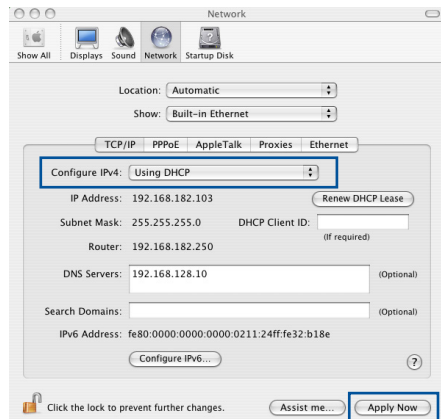 Network
Show All Displays Sound Network Startup Disk
Location: Automatic
Show: Built-in Ethernet
TCP/IP PPPoE AppleTalk Proxies Ethernet
Configure IPv4: Using DHCP
IP Address: 192.168.182.103 Renew DHCP Lease
Subnet Mask: 255.255.255.0 DHCP Client ID:
(If required)
Router: 192.168.182.250
DNS Servers: 192.168.128.10 (Optional)
Search Domains: (Optional)
IPv6 Address: fe80:0000:0000:0000:0211:24ff:fe32:b18e
Configure IPv6... ?
Click the lock to prevent further changes. Assist me... Apply Now